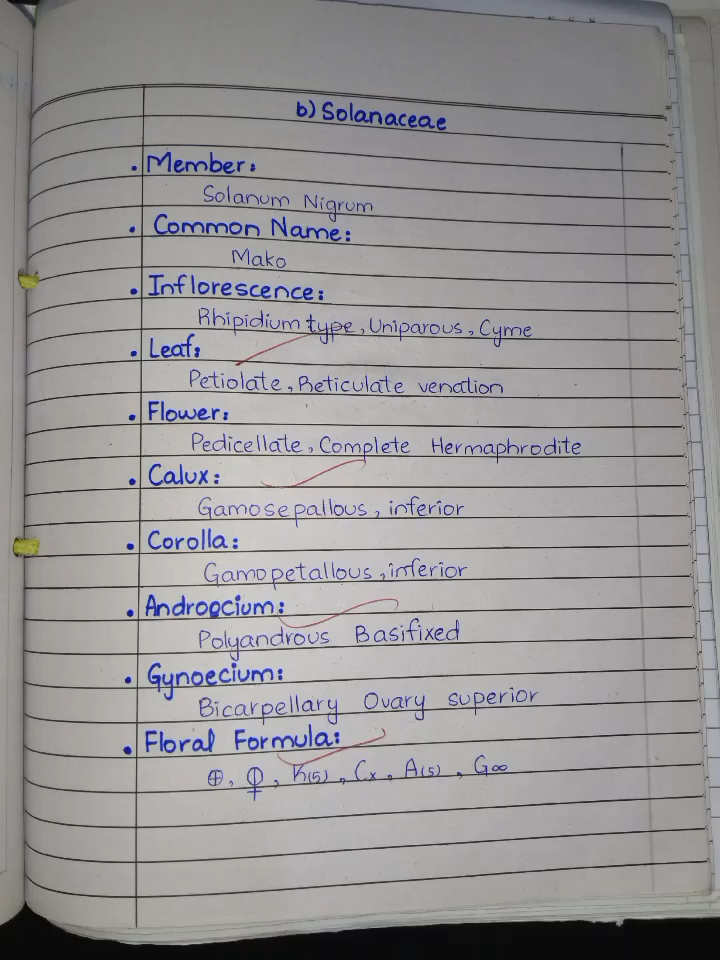 b) Solanaceae
• Member:
Solanum Nigrum
• Common Name:
Mako
• Inflorescence:
Rhipidium type, Uniparous, Cyme
• Leaf:
Petiolate, Reticulate venation
• Flower:
Pedicellate, Complete Hermaphrodite
• Calux:
Gamosepallous, inferior
• Corolla:
Gamopetallous, inferior
• Androecium:
Polyandrous Basifixed
• Gynoecium:
Bicarpellary Ovary superior
• Floral Formula:
⊕, ⚥, K(5), Cx, A(5), G∞